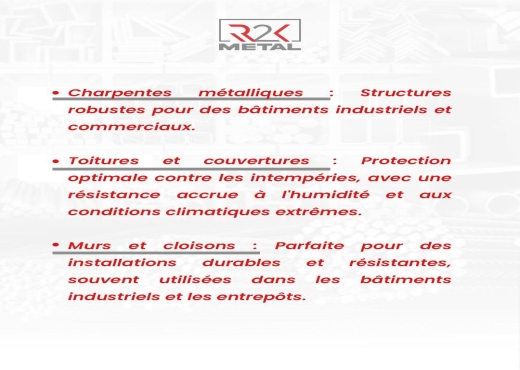 R2K
METAL
• Charpentes métalliques : Structures
robustes pour des bâtiments industriels et
commerciaux.
• Toitures et couvertures : Protection
optimale contre les intempéries, avec une
résistance accrue à l'humidité et aux
conditions climatiques extrêmes.
• Murs et cloisons : Parfaite pour des
installations durables et résistantes,
souvent utilisées dans les bâtiments
industriels et les entrepôts.